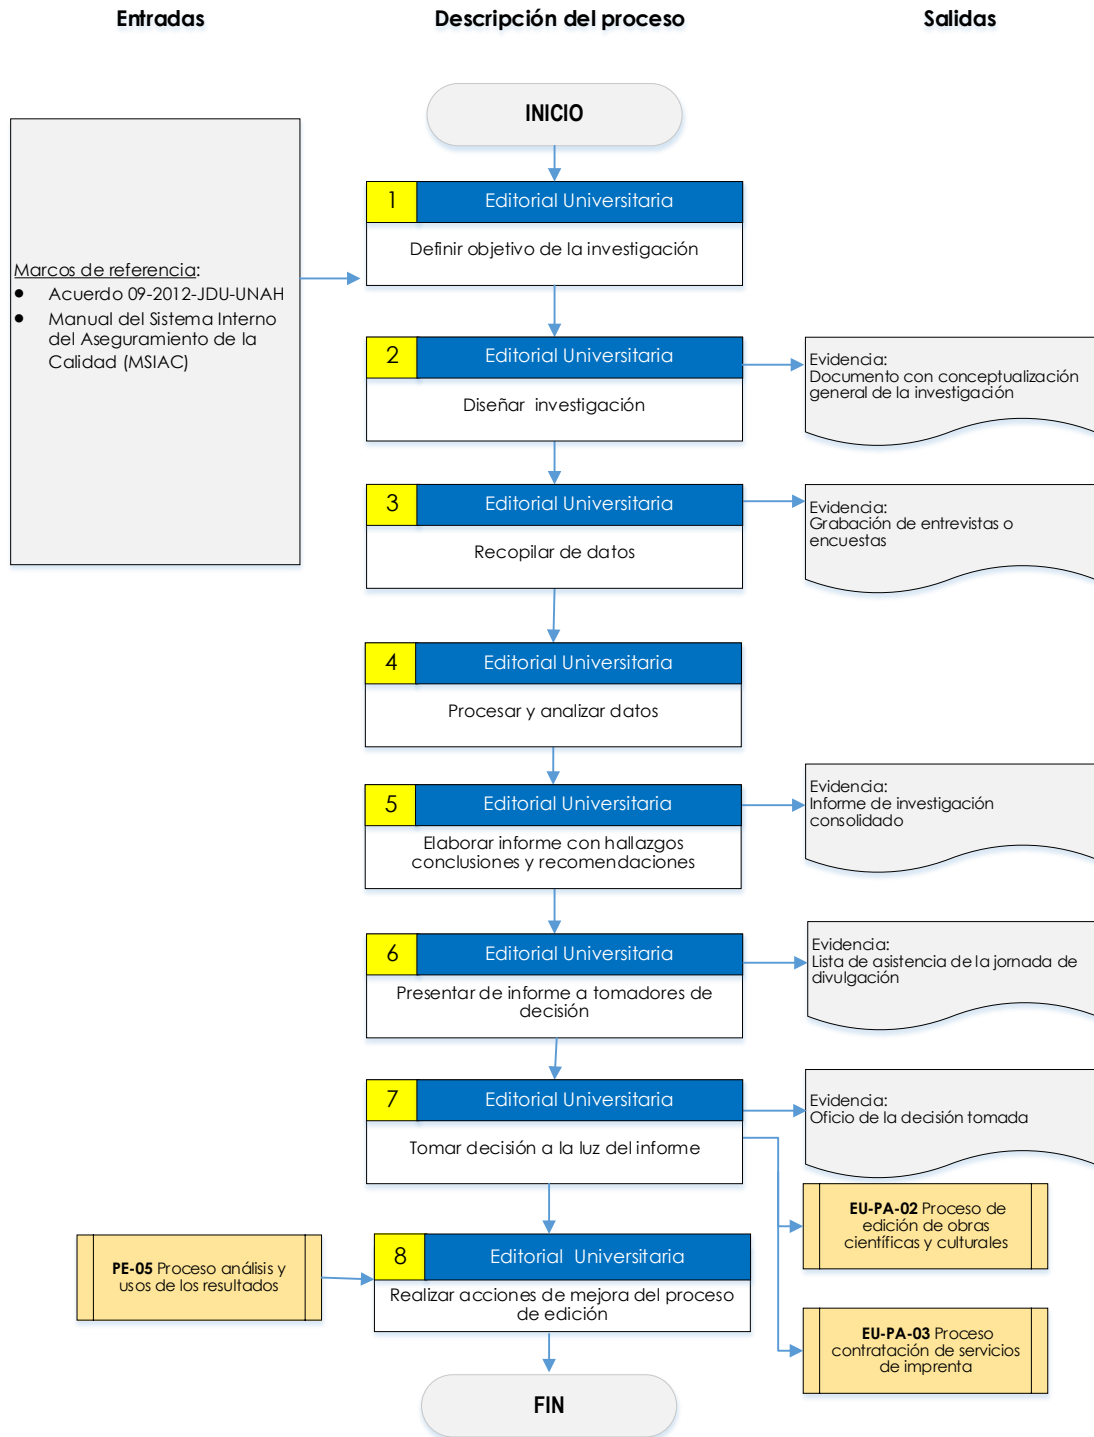 Entradas
Descripción del proceso
Salidas
INICIO
Marcos de referencia:
• Acuerdo 09-2012-JDU-UNAH
• Manual del Sistema Interno
del Aseguramiento de la
Calidad (MSIAC)
1
Editorial Universitaria
Definir objetivo de la investigación
2
Editorial Universitaria
Diseñar investigación
Evidencia:
Documento con conceptualización
general de la investigación
3
Editorial Universitaria
Recopilar de datos
Evidencia:
Grabación de entrevistas o
encuestas
4
Editorial Universitaria
Procesar y analizar datos
5
Editorial Universitaria
Elaborar informe con hallazgos
conclusiones y recomendaciones
Evidencia:
Informe de investigación
consolidado
6
Editorial Universitaria
Presentar de informe a tomadores de
decisión
Evidencia:
Lista de asistencia de la jornada de
divulgación
7
Editorial Universitaria
Tomar decisión a la luz del informe
Evidencia:
Oficio de la decisión tomada
EU-PA-02 Proceso de
edición de obras
científicas y culturales
PE-05 Proceso análisis y
usos de los resultados
8
Editorial Universitaria
Realizar acciones de mejora del proceso
de edición
EU-PA-03 Proceso
contratación de servicios
de imprenta
FIN